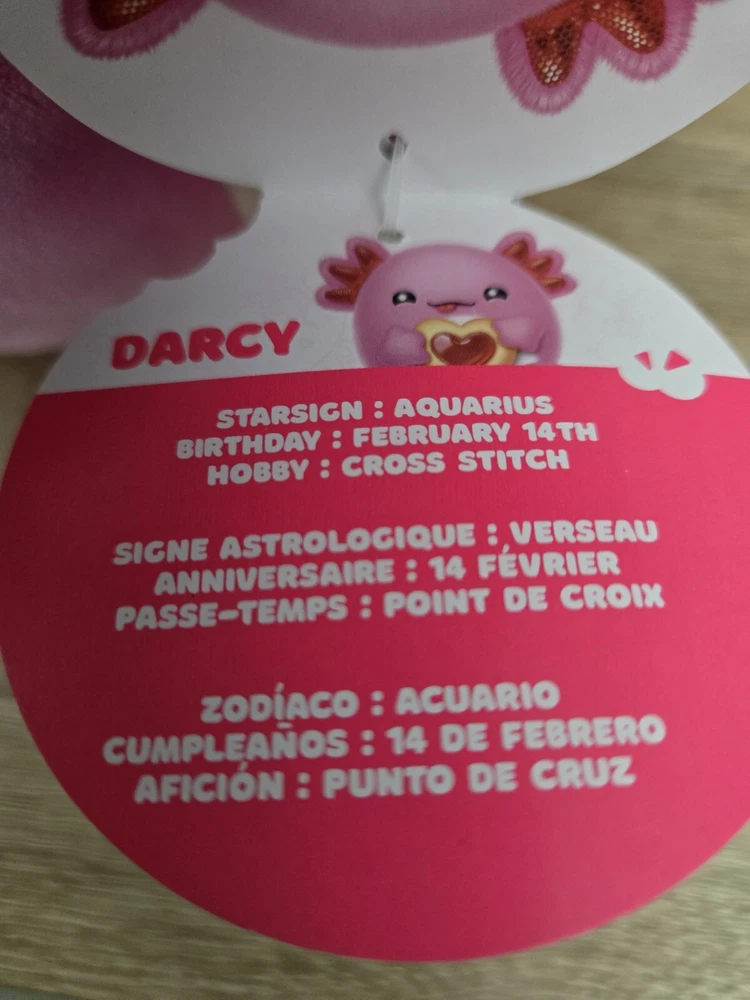 DARCY
STARSIGN : AQUARIUS
BIRTHDAY : FEBRUARY 14TH
HOBBY : CROSS STITCH
SIGNE ASTROLOGIQUE : VERSEAU
ANNIVERSAIRE : 14 FÉVRIER
PASSE-TEMPS : POINT DE CROIX
ZODÍACO : ACUARIO
CUMPLEAÑOS : 14 DE FEBRERO
AFICIÓN : PUNTO DE CRUZ